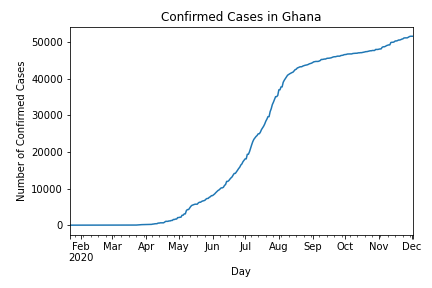 Confirmed Cases in Ghana
Number of Confirmed Cases
50000
40000
30000
20000
10000
0
Feb Mar Apr May Jun Jul Aug Sep Oct Nov Dec
2020
Day